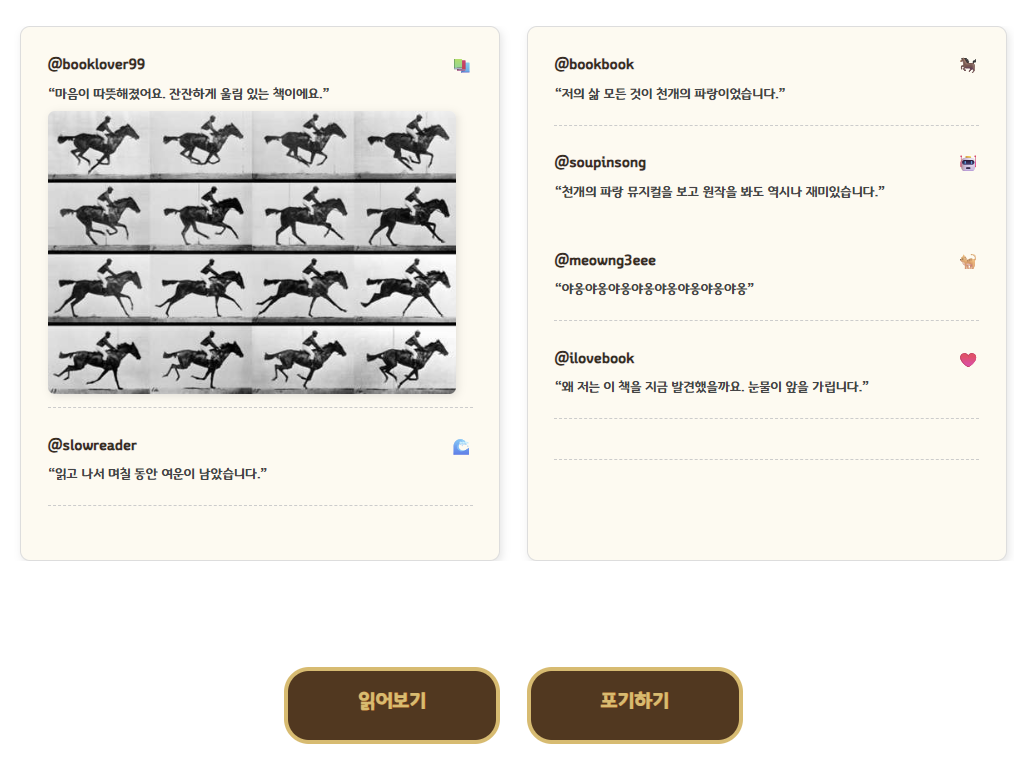 @booklover99
“마음이 따뜻해졌어요. 잔잔하게 울림 있는 책이에요.”
@slowreader
“읽고 나서 며칠 동안 여운이 남았습니다.”
@bookbook
“저의 삶 모든 것이 천개의 파랑이었습니다.”
@soupinsong
“천개의 파랑 뮤지컬을 보고 원작을 봐도 역시나 재미있습니다.”
@meowng3eee
“야옹야옹야옹야옹야옹야옹야옹야옹”
@ilovebook
“왜 저는 이 책을 지금 발견했을까요. 눈물이 앞을 가립니다.”
읽어보기
포기하기